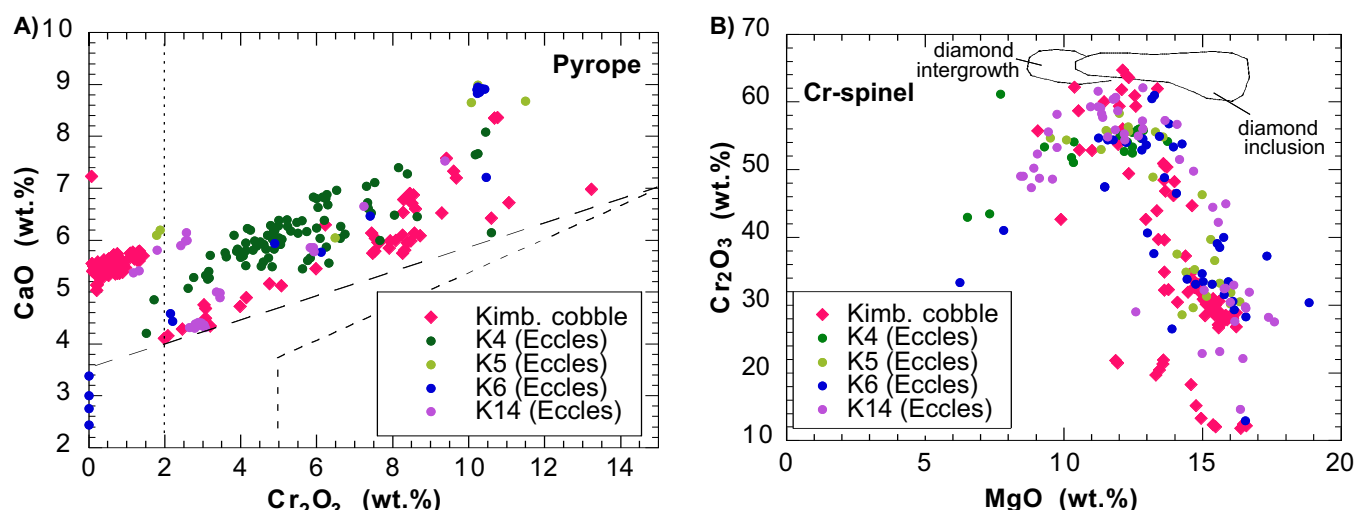 A)
10
9
8
7
6
5
4
3
2
CaO (wt.%)
Pyrope
Kimb. cobble
K4 (Eccles)
K5 (Eccles)
K6 (Eccles)
K14 (Eccles)
0 2 4 6 8 10 12 14
Cr2O3 (wt.%)
B)
70
60
50
40
30
20
10
Cr2O3 (wt.%)
diamond
intergrowth
Cr-spinel
diamond
inclusion
Kimb. cobble
K4 (Eccles)
K5 (Eccles)
K6 (Eccles)
K14 (Eccles)
0 5 10 15 20
MgO (wt.%)